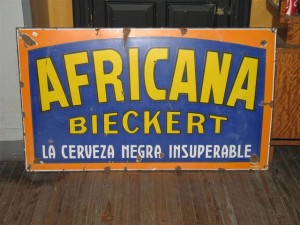 AFRICANA
BIECKERT
LA CERVEZA NEGRA INSUPERABLE